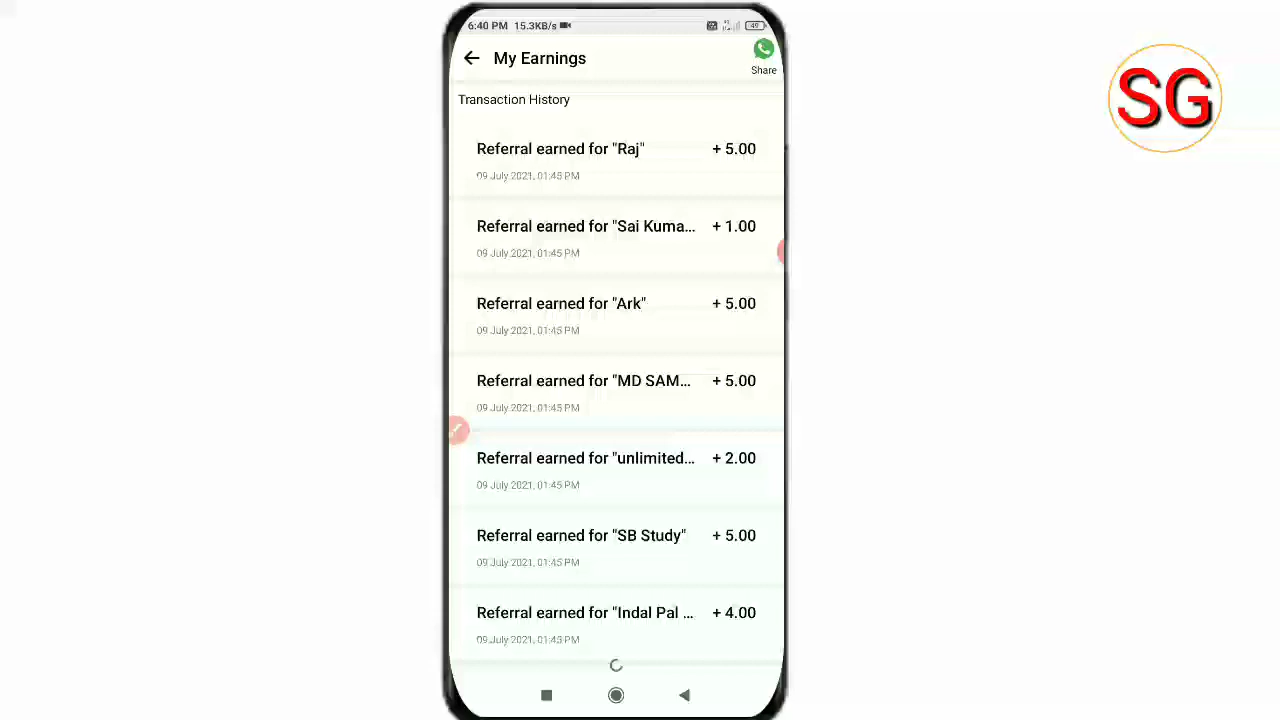 6:40 PM 15.3KB/s
49
My Earnings
Share
SG
Transaction History
Referral earned for "Raj" + 5.00
09 July 2021, 01:45 PM
Referral earned for "Sai Kuma... + 1.00
09 July 2021, 01:45 PM
Referral earned for "Ark" + 5.00
09 July 2021, 01:45 PM
Referral earned for "MD SAM... + 5.00
09 July 2021, 01:45 PM
Referral earned for "unlimited... + 2.00
09 July 2021, 01:45 PM
Referral earned for "SB Study" + 5.00
09 July 2021, 01:45 PM
Referral earned for "Indal Pal ... + 4.00
09 July 2021, 01:45 PM